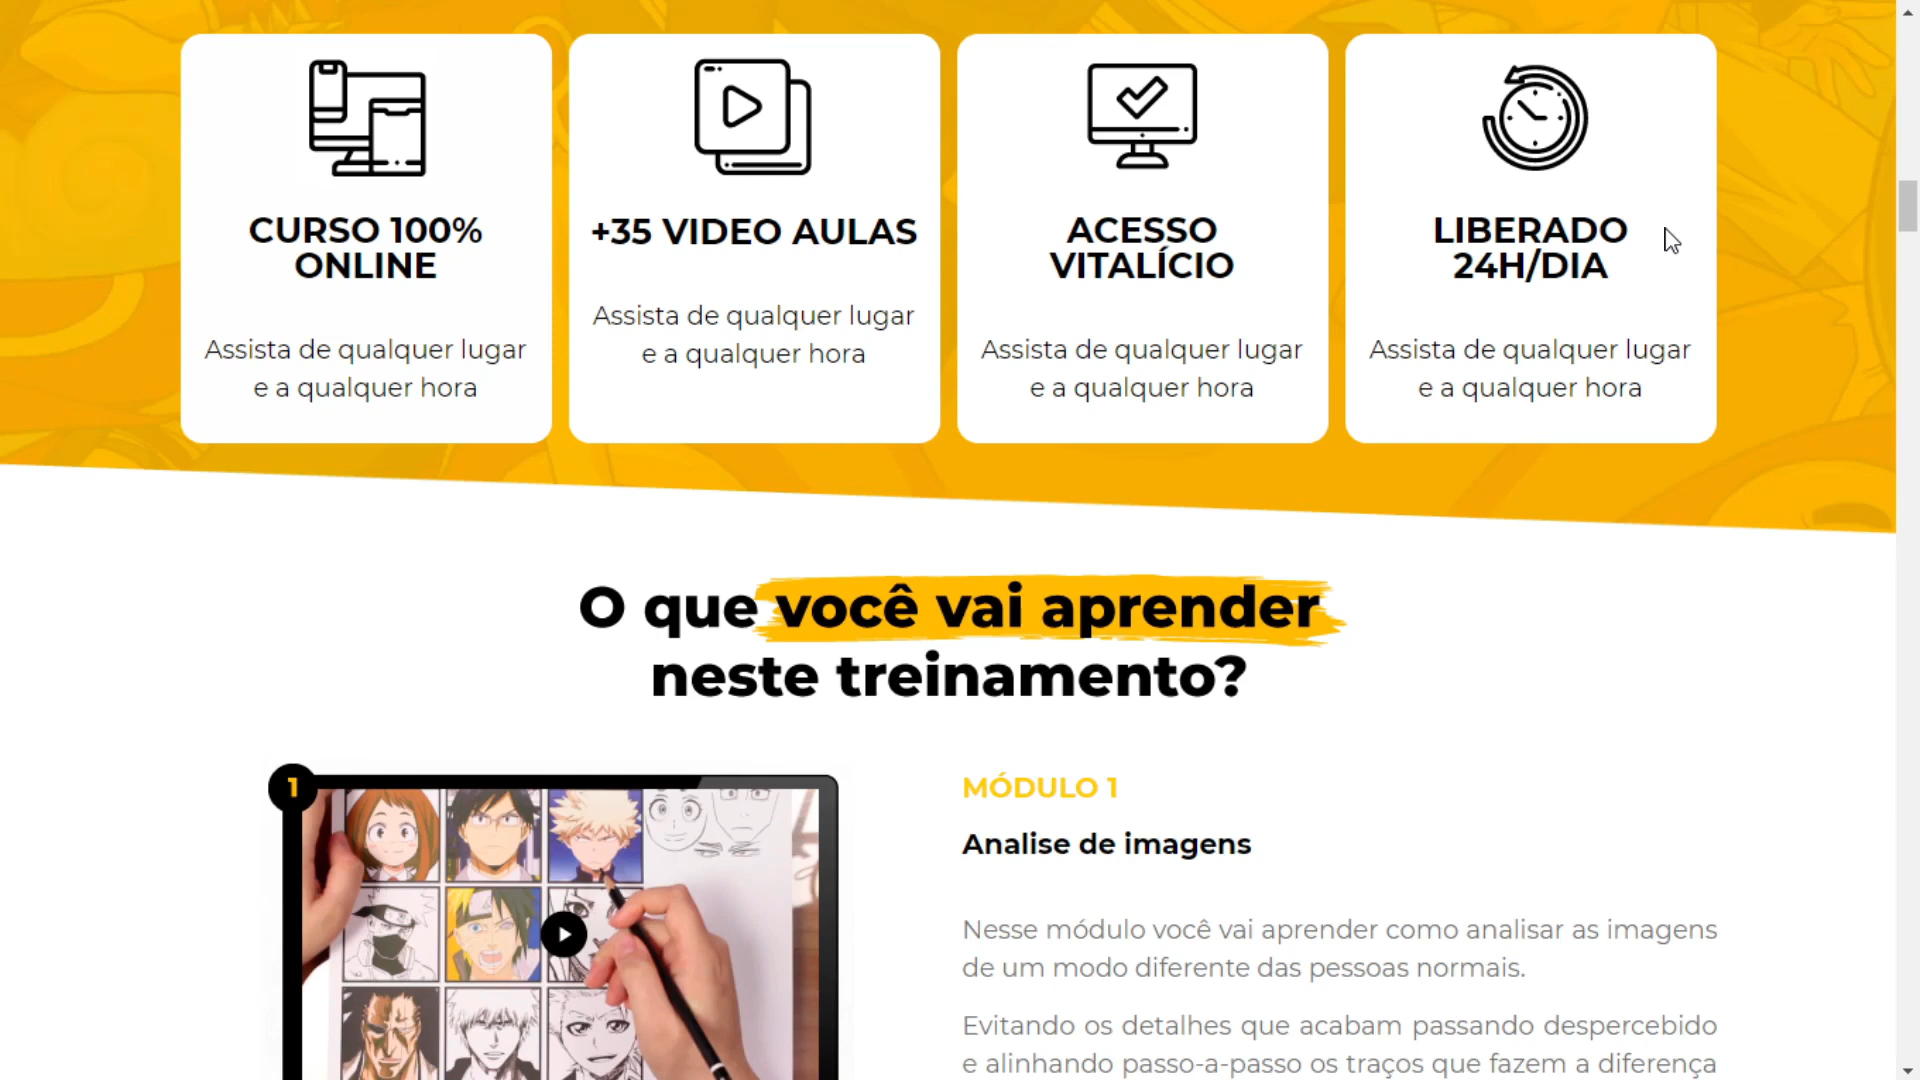 CURSO 100%
ONLINE
Assista de qualquer lugar
e a qualquer hora
+35 VIDEO AULAS
Assista de qualquer lugar
e a qualquer hora
ACESSO
VITALÍCIO
Assista de qualquer lugar
e a qualquer hora
LIBERADO
24H/DIA
Assista de qualquer lugar
e a qualquer hora
O que você vai aprender
neste treinamento?
1
MÓDULO 1
Analise de imagens
Nesse módulo você vai aprender como analisar as imagens
de um modo diferente das pessoas normais.
Evitando os detalhes que acabam passando despercebido
e alinhando passo-a-passo os traços que fazem a diferença